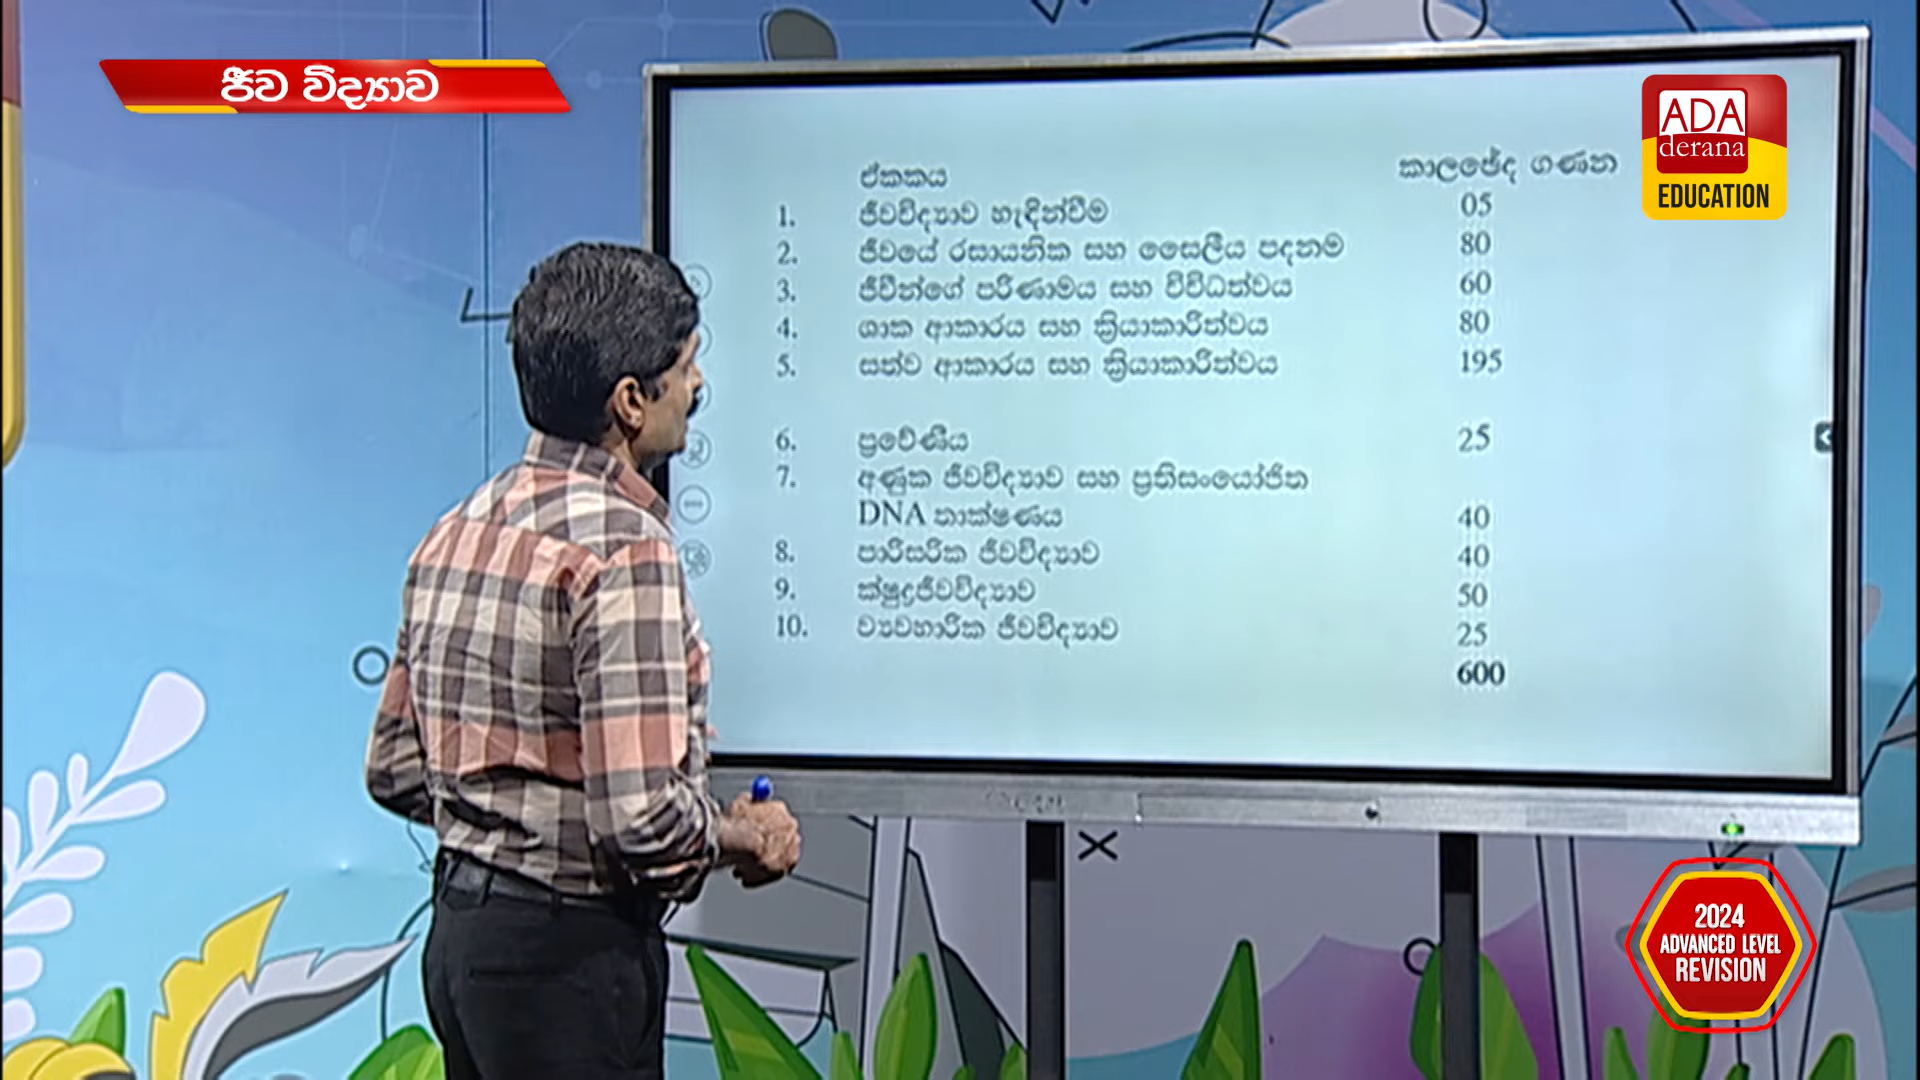 ජීව විද්‍යාව
ADA
derana
EDUCATION
ඒකකය කාලඡේද ගණන
1. ජීවවිද්‍යාව හැඳින්වීම 05
2. ජීවයේ රසායනික සහ සෛලීය පදනම 80
3. ජීවීන්ගේ පරිණාමය සහ විවිධත්වය 60
4. ශාක ආකාරය සහ ක්‍රියාකාරිත්වය 80
5. සත්ව ආකාරය සහ ක්‍රියාකාරිත්වය 195
6. ප්‍රවේණිය 25
7. අණුක ජීවවිද්‍යාව සහ ප්‍රතිසංයෝජිත
DNA තාක්ෂණය 40
8. පාරිසරික ජීවවිද්‍යාව 40
9. ක්ෂුද්‍රජීවවිද්‍යාව 50
10. ව්‍යවහාරික ජීවවිද්‍යාව 25
600
2024
ADVANCED LEVEL
REVISION